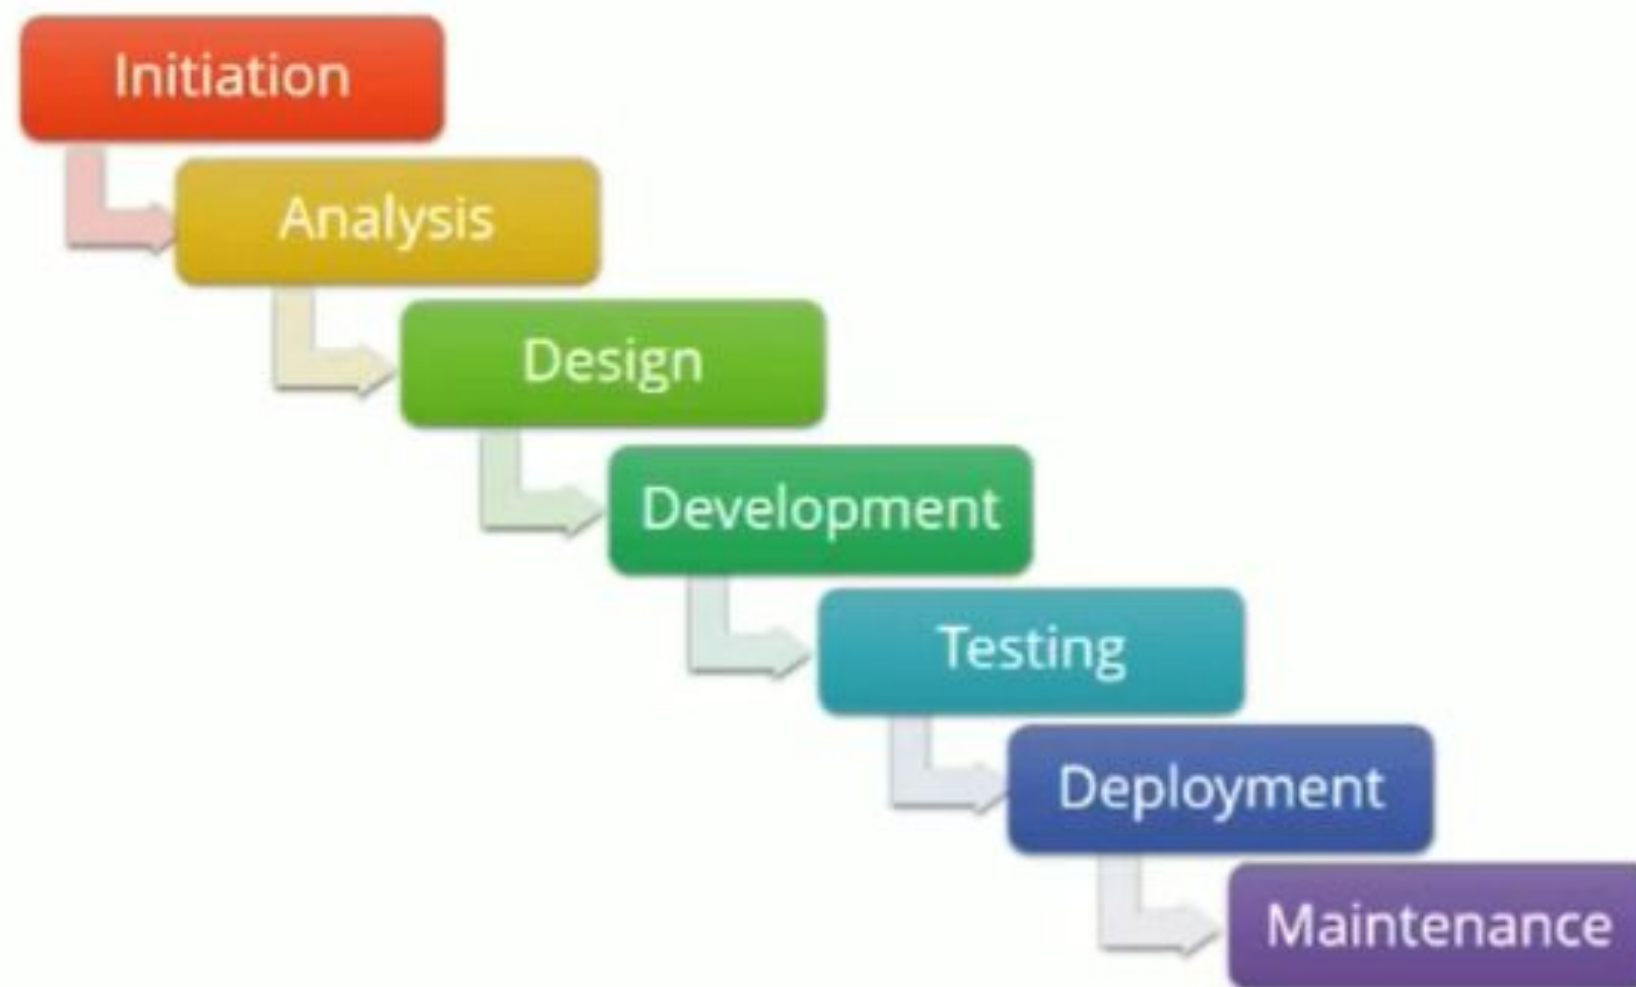 Initiation
Analysis
Design
Development
Testing
Deployment
Maintenance